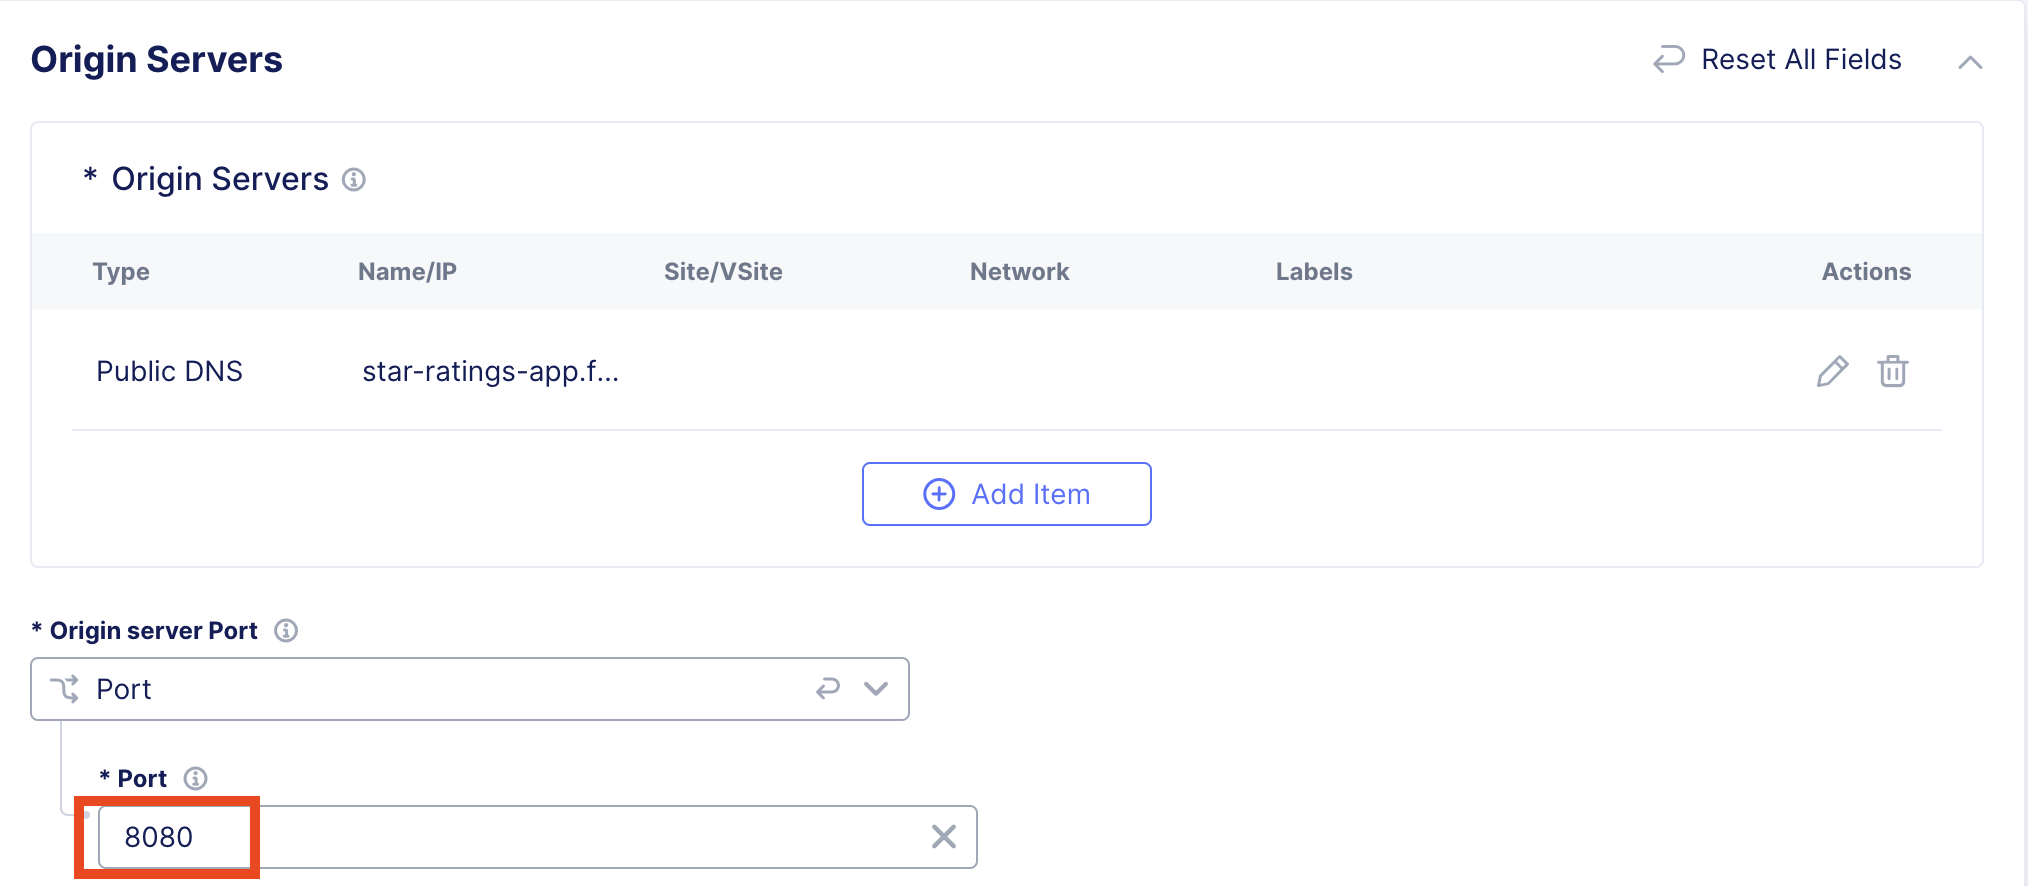 Origin Servers
Reset All Fields
* Origin Servers
Type Name/IP Site/VSite Network Labels Actions
Public DNS star-ratings-app.f...
Add Item
* Origin server Port
Port
* Port
8080